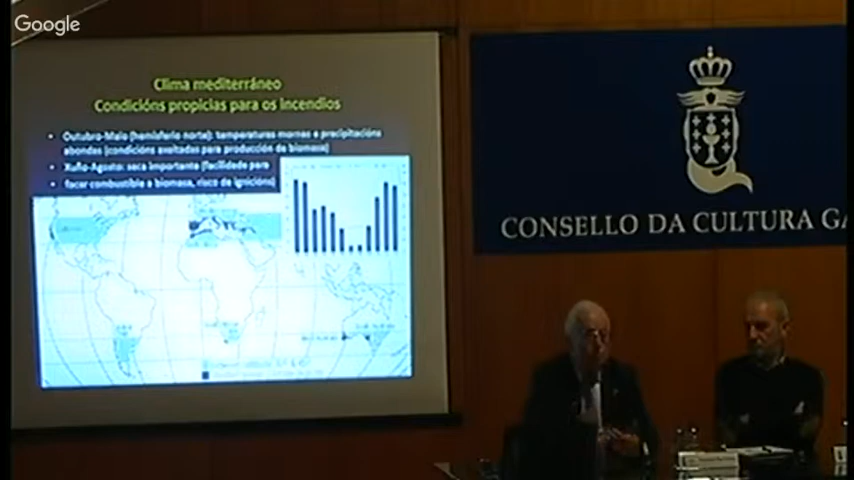 Google
Clima mediterráneo
Condicións propicias para os incendios
Outubro-Maio (hemisferio norte): temperaturas mornas e precipitacións
abondas (condicións axeitadas para producción de biomasa)
Xuño-Agosto: seca importante (facilidade para
facer combustible a biomasa, risco de ignicións)
CONSELLO DA CULTURA GA